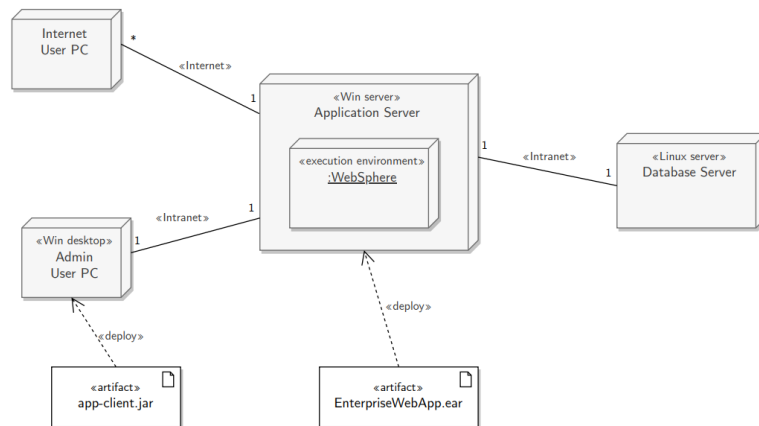 Internet
User PC
*
«Internet»
1
«Win server»
Application Server
«execution environment»
:WebSphere
1
«Intranet»
1
«Linux server»
Database Server
«Win desktop»
Admin
User PC
1
«Intranet»
1
«deploy»
«deploy»
«artifact»
app-client.jar
«artifact»
EnterpriseWebApp.ear